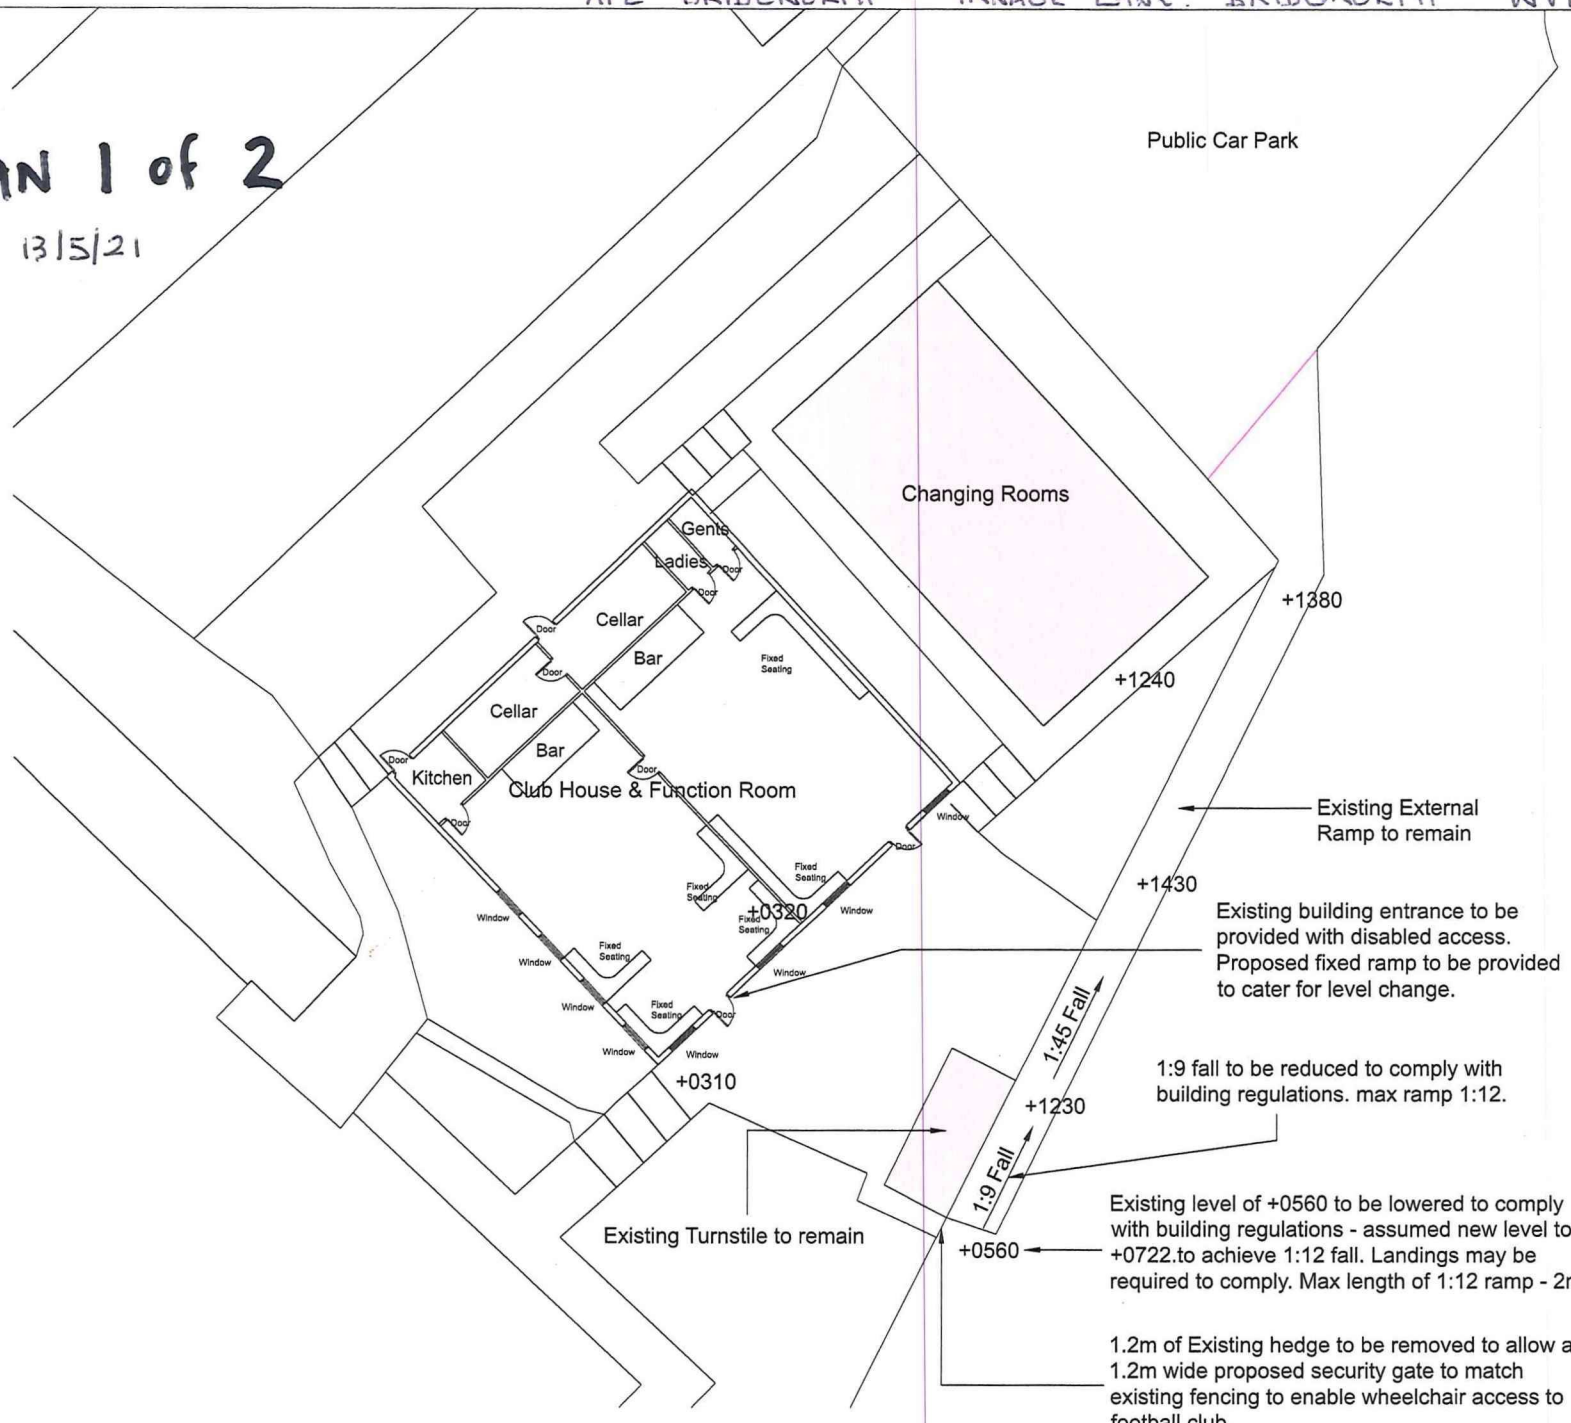 BRIDGNORTH
LANE. BRIDGNORTH
1 of 2
13/5/21
Public Car Park
Changing Rooms
Gents
Ladies
Door
Door
Cellar
Door
Bar
Fixed
Seating
Door
Cellar
Bar
Door
Kitchen
Door
Club House & Function Room
Door
Window
Door
Fixed
Seating
Fixed
Seating
+0320
Fixed
Seating
Window
Window
Fixed
Seating
Window
Window
Window
Fixed
Seating
Door
Window
Window
+0310
+1380
+1240
Existing External
Ramp to remain
+1430
Existing building entrance to be
provided with disabled access.
Proposed fixed ramp to be provided
to cater for level change.
1:45 Fall
1:9 fall to be reduced to comply with
building regulations. max ramp 1:12.
+1230
1:9 Fall
Existing Turnstile to remain
+0560
Existing level of +0560 to be lowered to comply
with building regulations - assumed new level to
+0722.to achieve 1:12 fall. Landings may be
required to comply. Max length of 1:12 ramp -
1.2m of Existing hedge to be removed to allow a
1.2m wide proposed security gate to match
existing fencing to enable wheelchair access to
football club